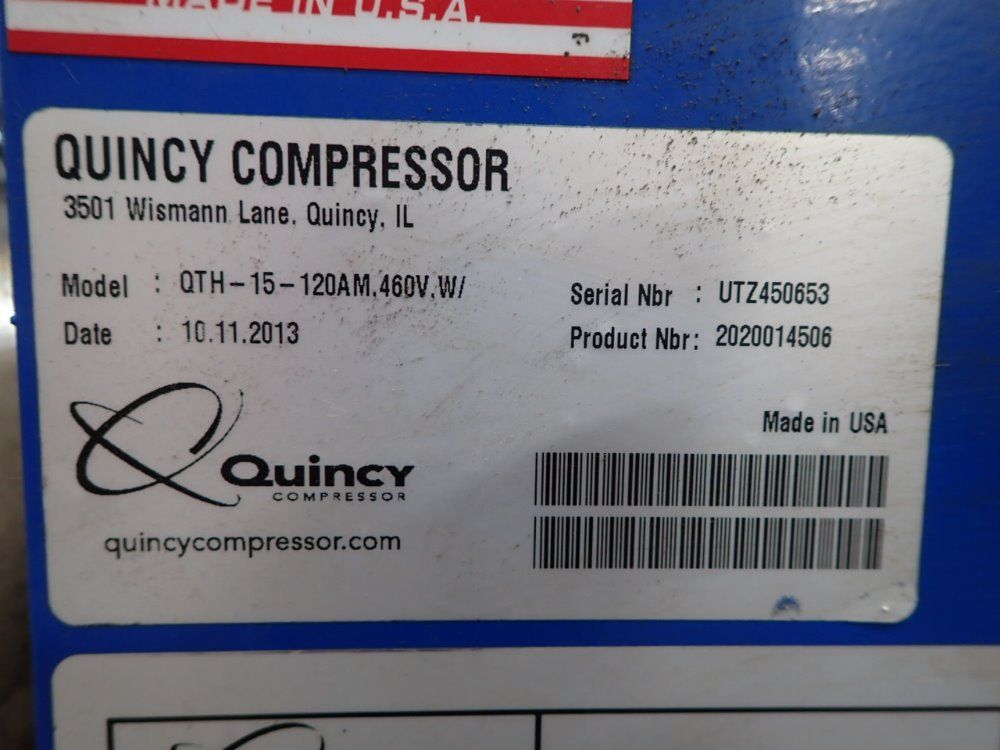 MADE IN U.S.A.
QUINCY COMPRESSOR
3501 Wismann Lane. Quincy, IL
Model : QTH-15-120AM.460V.W/
Serial Nbr : UTZ450653
Date : 10.11.2013
Product Nbr: 2020014506
Made in USA
Quincy
COMPRESSOR
quincycompressor.com